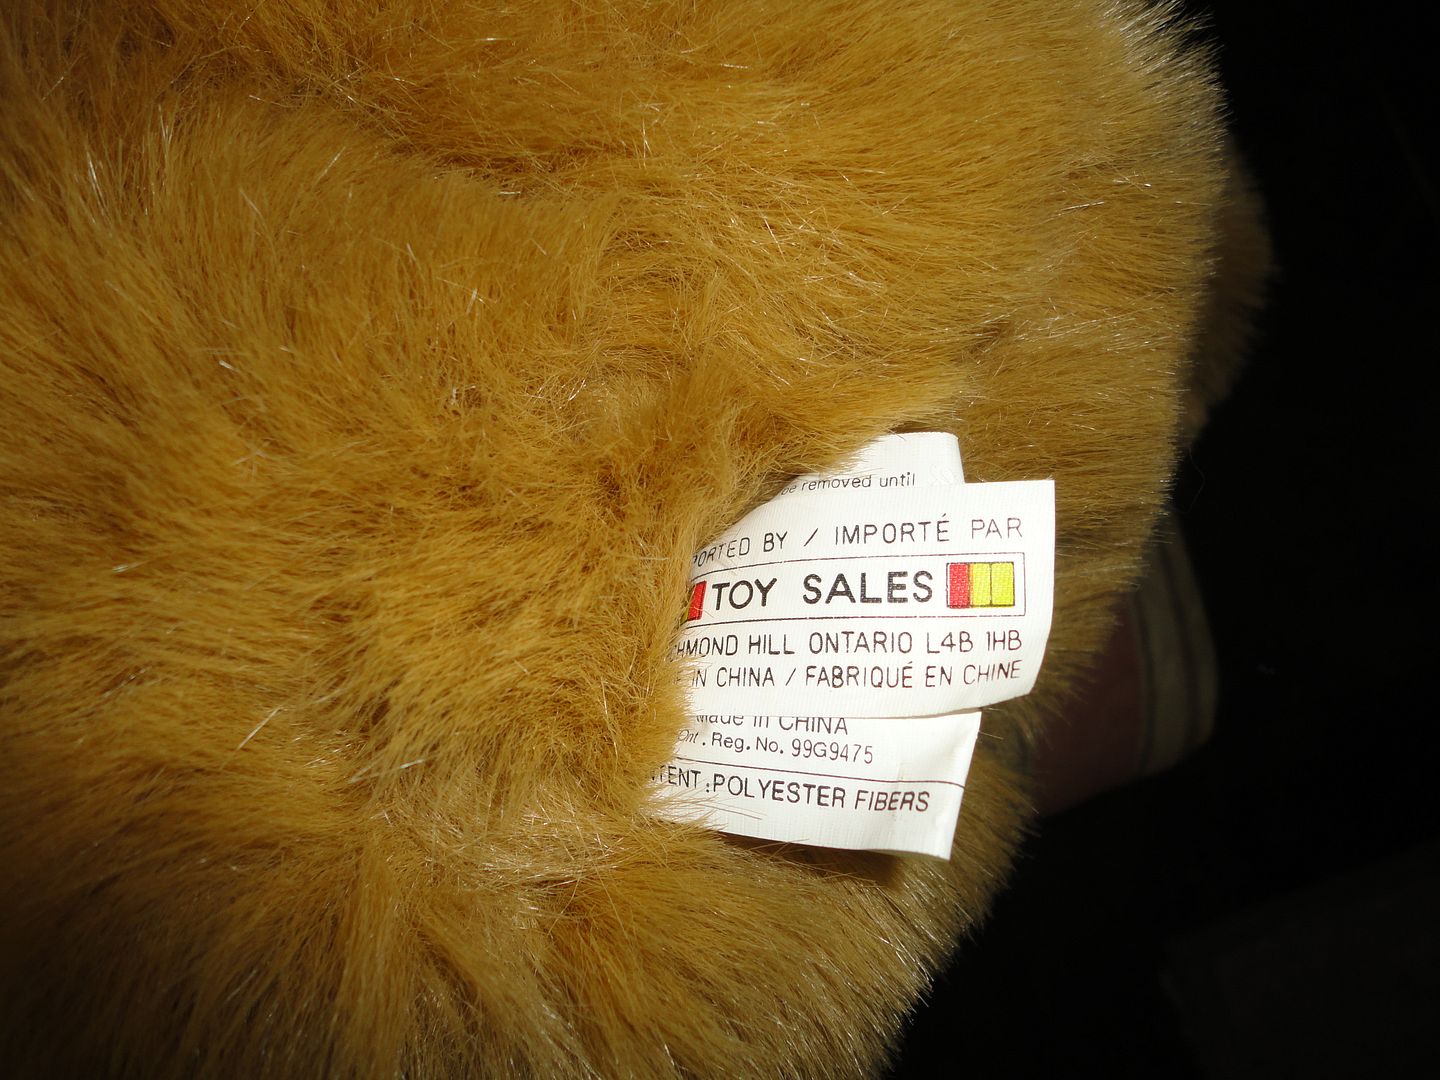 be removed until
PORTED BY / IMPORTÉ PAR
TOY SALES
CHMOND HILL ONTARIO L4B 1HB
E IN CHINA / FABRIQUÉ EN CHINE
Made in CHINA
Ont. Reg. No. 99G9475
TENT :POLYESTER FIBERS